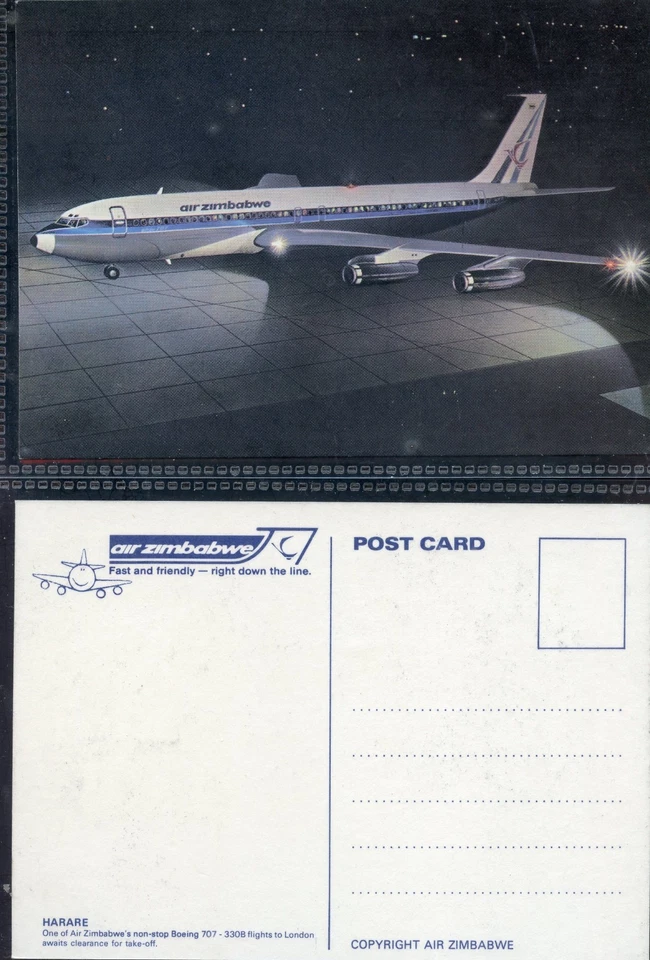 air zimbabwe
air zimbabwe
Fast and friendly — right down the line.
POST CARD
HARARE
One of Air Zimbabwe's non-stop Boeing 707 - 330B flights to London
awaits clearance for take-off.
COPYRIGHT AIR ZIMBABWE